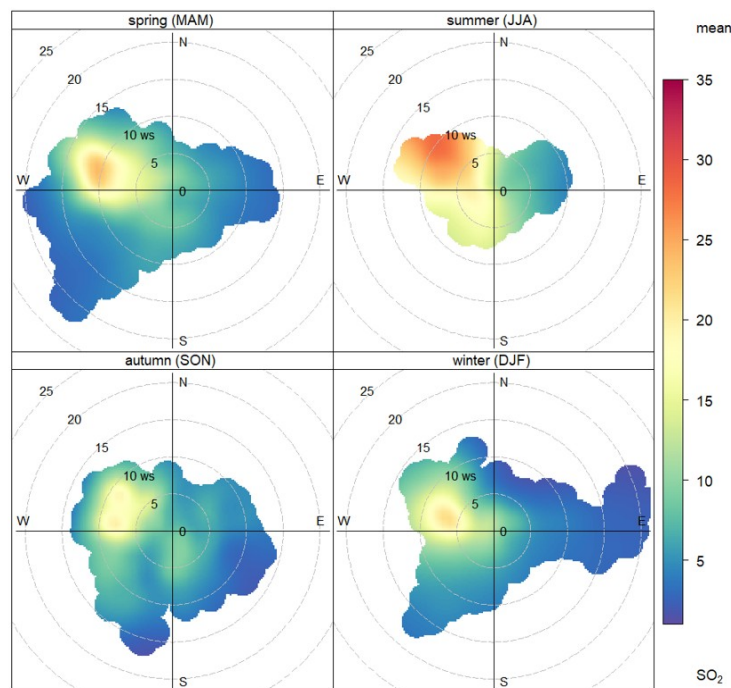 spring (MAM)
25
20
15
10 ws
5
0
N
W
E
S
summer (JJA)
25
20
15
10 ws
5
0
N
W
E
S
autumn (SON)
25
20
15
10 ws
5
0
N
W
E
S
winter (DJF)
25
20
15
10 ws
5
0
N
W
E
S
mean
35
30
25
20
15
10
5
SO₂